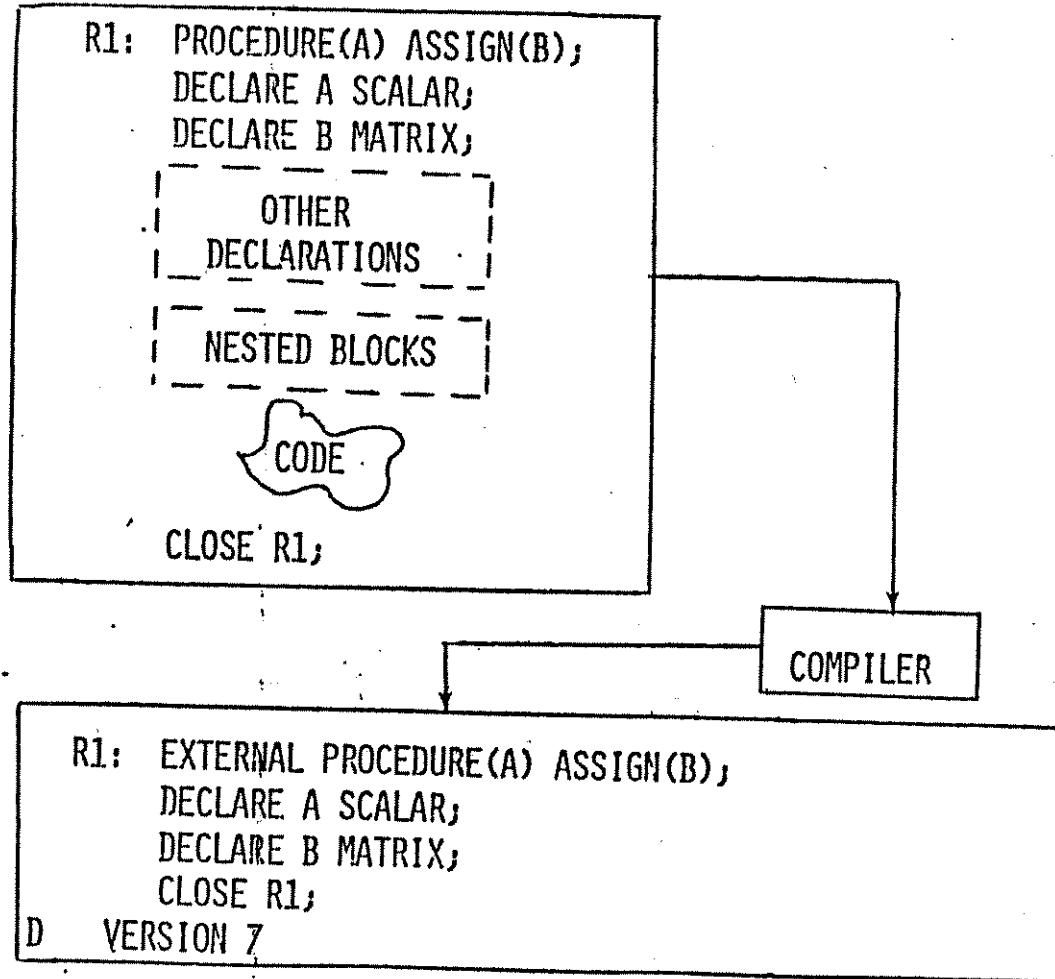 R1: PROCEDURE(A) ASSIGN(B);
DECLARE A SCALAR;
DECLARE B MATRIX;
OTHER
DECLARATIONS
NESTED BLOCKS
CODE
CLOSE R1;
COMPILER
R1: EXTERNAL PROCEDURE(A) ASSIGN(B);
DECLARE A SCALAR;
DECLARE B MATRIX;
CLOSE R1;
D VERSION 7